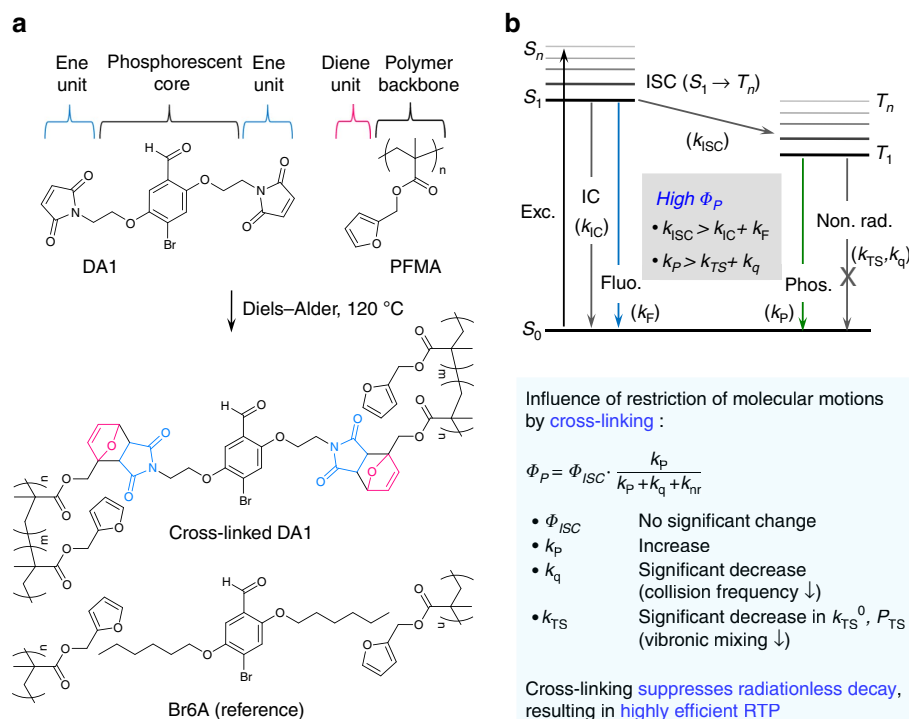 a
Ene
unit
Phosphorescent
core
Ene
unit
Diene
unit
Polymer
backbone
O
N
O
O
O
H
O
Br
O
N
O
n
O
O
O
DA1
PFMA
Diels–Alder, 120 °C
O
O
O
m
n
O
O
O
N
O
O
H
O
Br
O
N
O
O
O
O
O
n
O
O
m
O
O
O
Cross-linked DA1
O
O
O
n
H
O
O
O
Br
O
O
O
n
Br6A (reference)
b
Sn
S1
ISC (S1 → Tn)
Tn
(kISC)
T1
Exc.
IC
(kIC)
High ΦP
• kISC > kIC + kF
• kP > kTS + kq
Non. rad.
(kTS,kq)
X
Fluo.
(kF)
Phos.
(kP)
S0
Influence of restriction of molecular motions
by cross-linking :
ΦP = ΦISC · kP / kP + kq + knr
• ΦISC No significant change
• kP Increase
• kq Significant decrease
(collision frequency ↓)
• kTS Significant decrease in kTS0, PTS
(vibronic mixing ↓)
Cross-linking suppresses radiationless decay,
resulting in highly efficient RTP